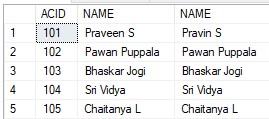 ACID NAME NAME
1 101 Praveen S Pravin S
2 102 Pawan Puppala Pawan Puppala
3 103 Bhaskar Jogi Bhaskar Jogi
4 104 Sri Vidya Sri Vidya
5 105 Chaitanya L Chaitanya L